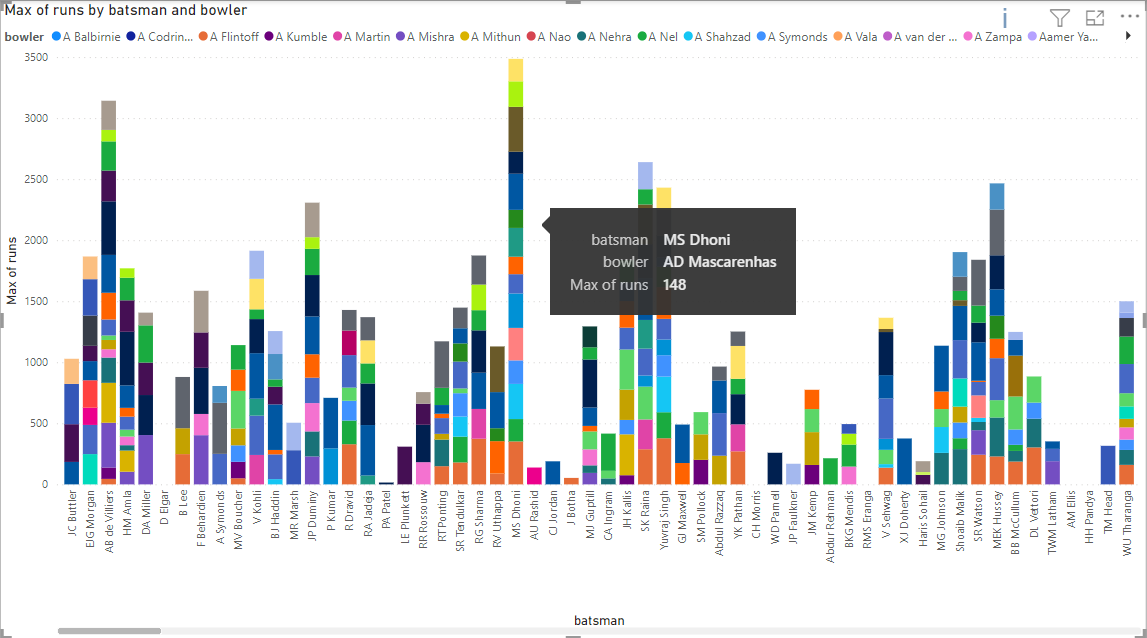 Max of runs by batsman and bowler
bowler A Balbirnie A Codrin... A Flintoff A Kumble A Martin A Mishra A Mithun A Nao A Nehra A Nel A Shahzad A Symonds A Vala A van der ... A Zampa Aamer Ya...
Max of runs
3500
3000
2500
2000
1500
1000
500
0
batsman MS Dhoni
bowler AD Mascarenhas
Max of runs 148
JC Buttler
EJG Morgan
AB de Villiers
HM Amla
DA Miller
D Elgar
B Lee
F Behardien
A Symonds
MV Boucher
V Kohli
BJ Haddin
MR Marsh
JP Duminy
P Kumar
R Dravid
RA Jadeja
PA Patel
LE Plunkett
RR Rossouw
RT Ponting
SR Tendulkar
RG Sharma
RV Uthappa
MS Dhoni
AU Rashid
CJ Jordan
J Botha
MJ Guptill
CA Ingram
JH Kallis
SK Raina
Yuvraj Singh
GJ Maxwell
SM Pollock
Abdul Razzaq
YK Pathan
CH Morris
WD Parnell
JP Faulkner
JM Kemp
Abdur Rehman
BKG Mendis
RMS Eranga
V Sehwag
XJ Doherty
Haris Sohail
MG Johnson
Shoaib Malik
SR Watson
MEK Hussey
BB McCullum
DL Vettori
TWM Latham
AM Ellis
HH Pandya
TM Head
WU Tharanga
batsman